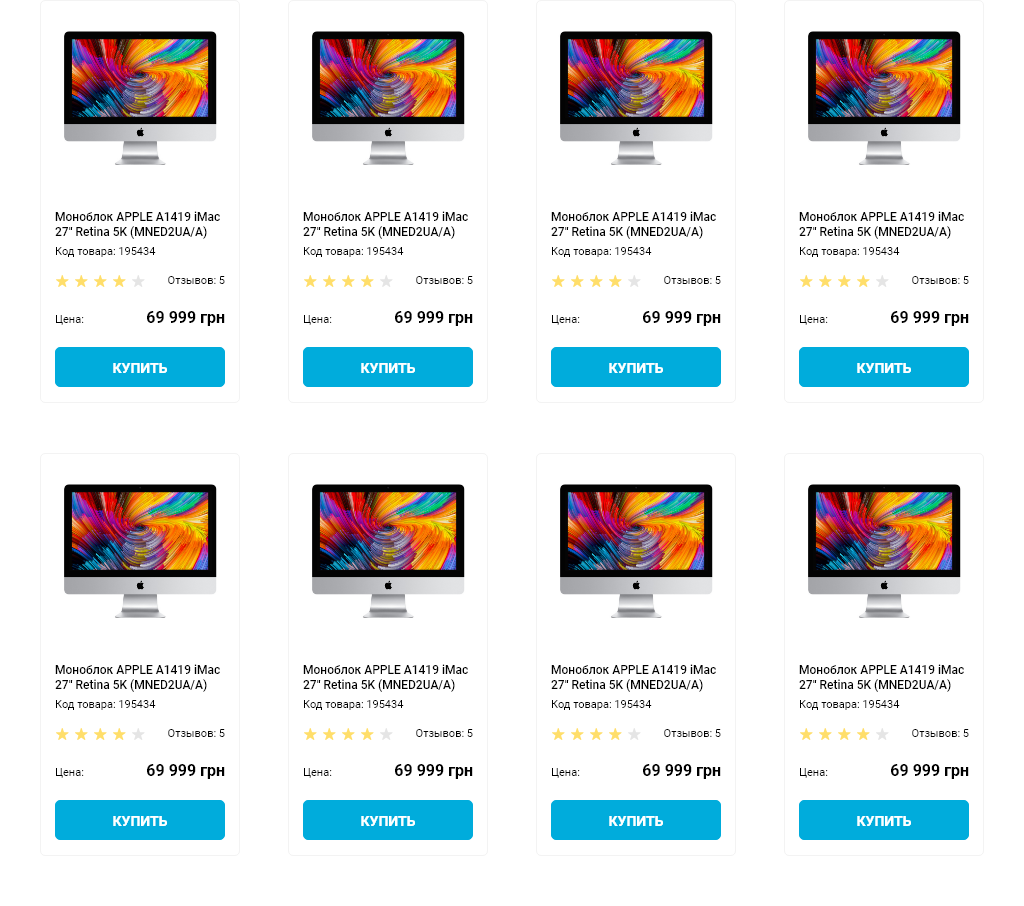 Моноблок APPLE A1419 iMac
27" Retina 5K (MNED2UA/A)
Код товара: 195434
Отзывов: 5
Цена: 69 999 грн
КУПИТЬ
Моноблок APPLE A1419 iMac
27" Retina 5K (MNED2UA/A)
Код товара: 195434
Отзывов: 5
Цена: 69 999 грн
КУПИТЬ
Моноблок APPLE A1419 iMac
27" Retina 5K (MNED2UA/A)
Код товара: 195434
Отзывов: 5
Цена: 69 999 грн
КУПИТЬ
Моноблок APPLE A1419 iMac
27" Retina 5K (MNED2UA/A)
Код товара: 195434
Отзывов: 5
Цена: 69 999 грн
КУПИТЬ
Моноблок APPLE A1419 iMac
27" Retina 5K (MNED2UA/A)
Код товара: 195434
Отзывов: 5
Цена: 69 999 грн
КУПИТЬ
Моноблок APPLE A1419 iMac
27" Retina 5K (MNED2UA/A)
Код товара: 195434
Отзывов: 5
Цена: 69 999 грн
КУПИТЬ
Моноблок APPLE A1419 iMac
27" Retina 5K (MNED2UA/A)
Код товара: 195434
Отзывов: 5
Цена: 69 999 грн
КУПИТЬ
Моноблок APPLE A1419 iMac
27" Retina 5K (MNED2UA/A)
Код товара: 195434
Отзывов: 5
Цена: 69 999 грн
КУПИТЬ